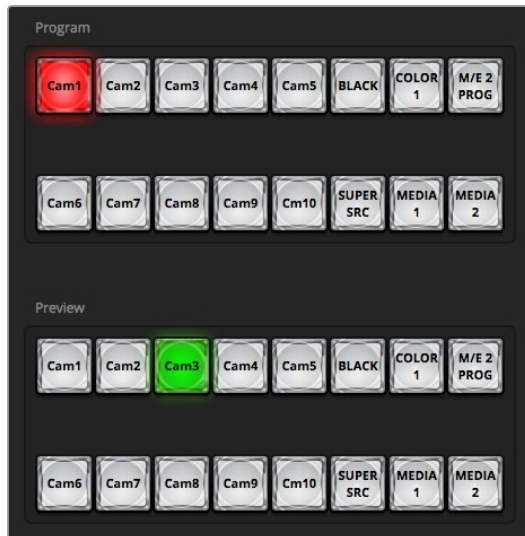 Program
Cam1 Cam2 Cam3 Cam4 Cam5 BLACK COLOR 1 M/E 2 PROG
Cam6 Cam7 Cam8 Cam9 Cm10 SUPER SRC MEDIA 1 MEDIA 2
Preview
Cam1 Cam2 Cam3 Cam4 Cam5 BLACK COLOR 1 M/E 2 PROG
Cam6 Cam7 Cam8 Cam9 Cm10 SUPER SRC MEDIA 1 MEDIA 2